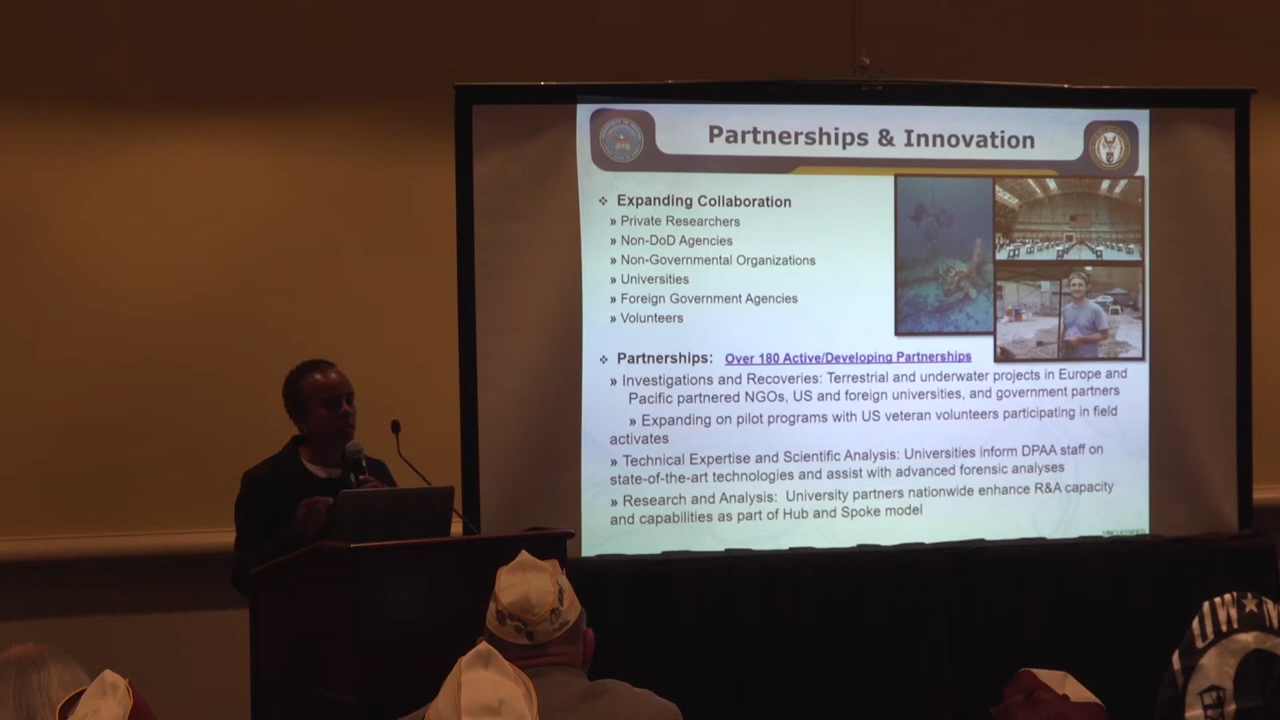 Partnerships & Innovation
❖ Expanding Collaboration
» Private Researchers
» Non-DoD Agencies
» Non-Governmental Organizations
» Universities
» Foreign Government Agencies
» Volunteers
❖ Partnerships: Over 180 Active/Developing Partnerships
» Investigations and Recoveries: Terrestrial and underwater projects in Europe and
Pacific partnered NGOs, US and foreign universities, and government partners
» Expanding on pilot programs with US veteran volunteers participating in field
activates
» Technical Expertise and Scientific Analysis: Universities inform DPAA staff on
state-of-the-art technologies and assist with advanced forensic analyses
» Research and Analysis: University partners nationwide enhance R&A capacity
and capabilities as part of Hub and Spoke model
UNCLASSIFIED